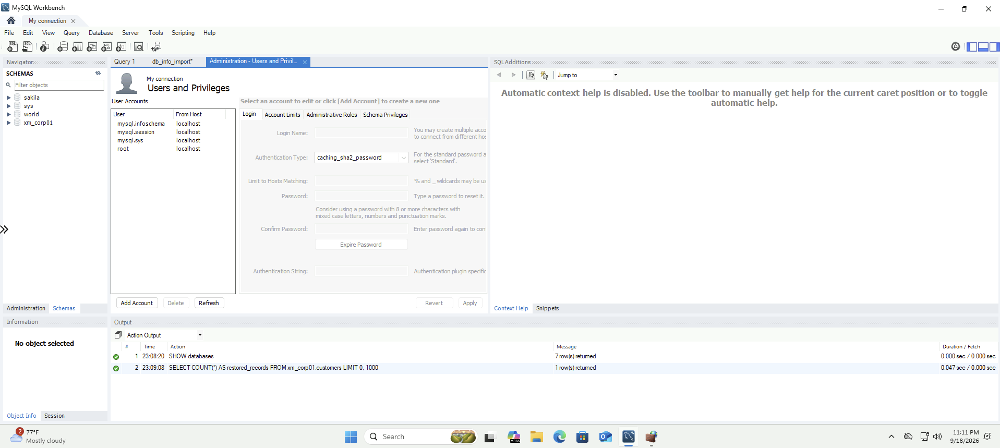 MySQL Workbench
My connection
File Edit View Query Database Server Tools Scripting Help
Navigator
SCHEMAS
Filter objects
sakila
sys
world
xm_corp01
Administration Schemas
Information
No object selected
Object Info Session
Query 1 db_info_import* Administration - Users and Privil...
My connection
Users and Privileges
User Accounts
User From Host
mysql.infoschema localhost
mysql.session localhost
mysql.sys localhost
root localhost
Add Account Delete Refresh
Select an account to edit or click [Add Account] to create a new one
Login Account Limits Administrative Roles Schema Privileges
Login Name: You may create multiple acco
to connect from different hos
Authentication Type: caching_sha2_password For the standard password a
select 'Standard'.
Limit to Hosts Matching: % and _ wildcards may be us
Password: Type a password to reset it.
Consider using a password with 8 or more characters with
mixed case letters, numbers and punctuation marks.
Confirm Password: Enter password again to con
Expire Password
Authentication String: Authentication plugin specific
Revert Apply
SQLAdditions
Jump to
Automatic context help is disabled. Use the toolbar to manually get help for the current caret position or to toggle
automatic help.
Context Help Snippets
Output
Action Output
# Time Action Message Duration / Fetch
1 23:08:20 SHOW databases 7 row(s) returned 0.000 sec / 0.000 sec
2 23:09:08 SELECT COUNT(*) AS restored_records FROM xm_corp01.customers LIMIT 0, 1000 1 row(s) returned 0.047 sec / 0.000 sec
2
77°F
Mostly cloudy
Search
M365
11:11 PM
9/18/2026